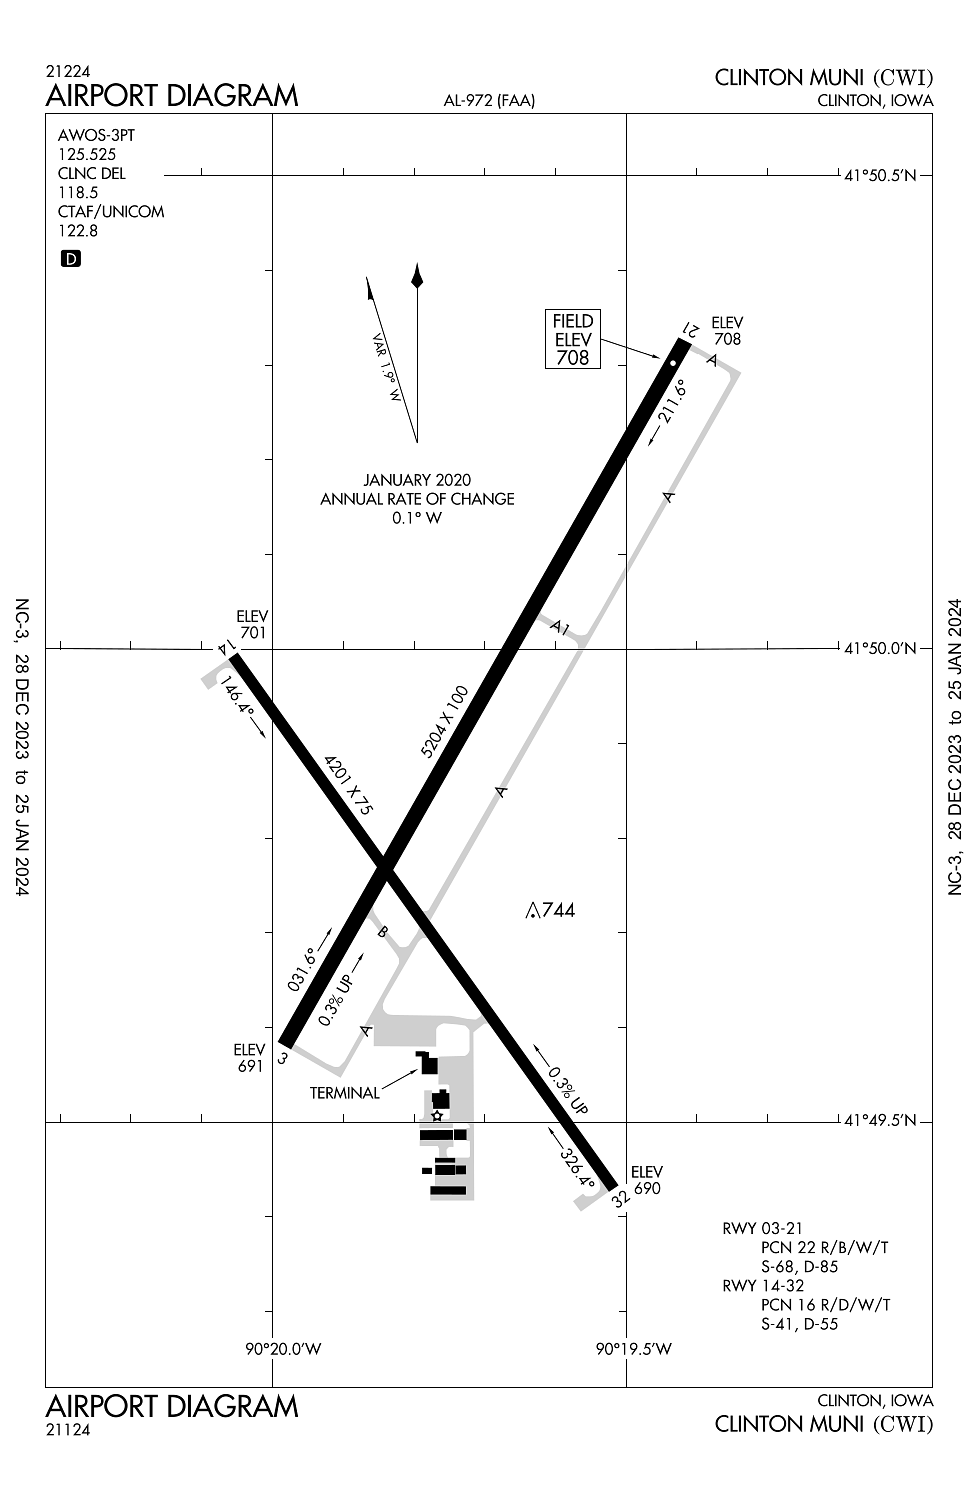 21224
AIRPORT DIAGRAM
AL-972 (FAA)
CLINTON MUNI (CWI)
CLINTON, IOWA
AWOS-3PT
125.525
CLNC DEL
118.5
CTAF/UNICOM
122.8
D
41°50.5'N
VAR 1.9° W
JANUARY 2020
ANNUAL RATE OF CHANGE
0.1° W
FIELD
ELEV
708
21
ELEV
708
A
211.6°
A
A1
ELEV
701
14
146.4°
41°50.0'N
5204 X 100
4201 X 75
A
744
B
031.6°
0.3% UP
A
ELEV
691
3
TERMINAL
0.3% UP
41°49.5'N
326.4°
ELEV
690
32
RWY 03-21
PCN 22 R/B/W/T
S-68, D-85
RWY 14-32
PCN 16 R/D/W/T
S-41, D-55
90°20.0'W
90°19.5'W
NC-3, 28 DEC 2023 to 25 JAN 2024
NC-3, 28 DEC 2023 to 25 JAN 2024
AIRPORT DIAGRAM
21124
CLINTON, IOWA
CLINTON MUNI (CWI)